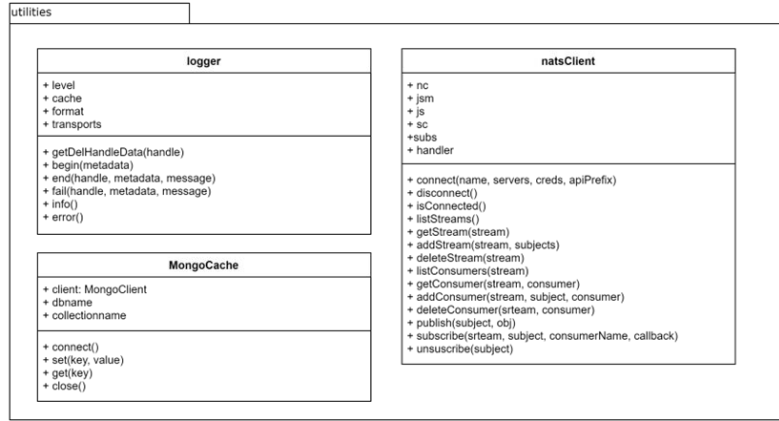 utilities
logger
+ level
+ cache
+ format
+ transports
+ getDelHandleData(handle)
+ begin(metadata)
+ end(handle, metadata, message)
+ fail(handle, metadata, message)
+ info()
+ error()
MongoCache
+ client: MongoClient
+ dbname
+ collectionname
+ connect()
+ set(key, value)
+ get(key)
+ close()
natsClient
+ nc
+ jsm
+ js
+ sc
+subs
+ handler
+ connect(name, servers, creds, apiPrefix)
+ disconnect()
+ isConnected()
+ listStreams()
+ getStream(stream)
+ addStream(stream, subjects)
+ deleteStream(stream)
+ listConsumers(stream)
+ getConsumer(stream, consumer)
+ addConsumer(stream, subject, consumer)
+ deleteConsumer(srteam, consumer)
+ publish(subject, obj)
+ subscribe(srteam, subject, consumerName, callback)
+ unsuscribe(subject)